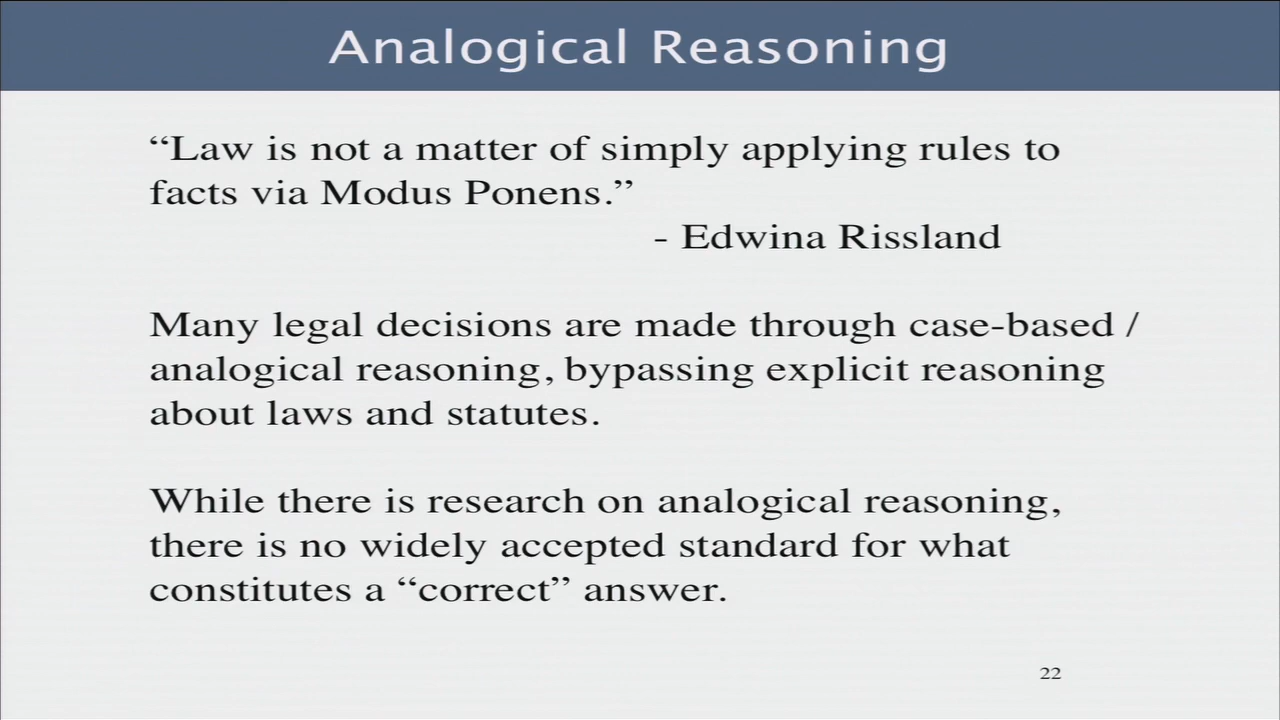 Analogical Reasoning
“Law is not a matter of simply applying rules to
facts via Modus Ponens.”
- Edwina Rissland
Many legal decisions are made through case-based /
analogical reasoning, bypassing explicit reasoning
about laws and statutes.
While there is research on analogical reasoning,
there is no widely accepted standard for what
constitutes a “correct” answer.
22